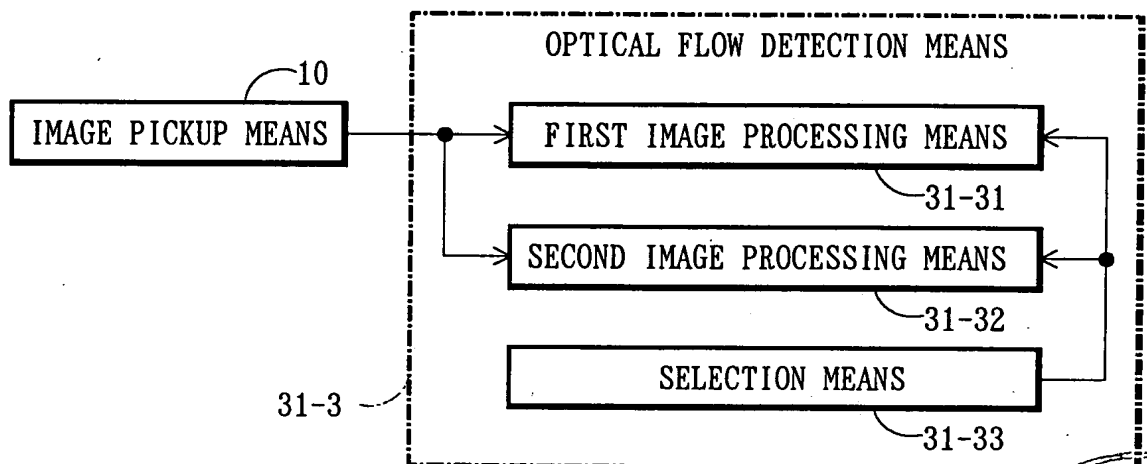 OPTICAL FLOW DETECTION MEANS
10
IMAGE PICKUP MEANS
FIRST IMAGE PROCESSING MEANS
31-31
SECOND IMAGE PROCESSING MEANS
31-32
SELECTION MEANS
31-3
31-33